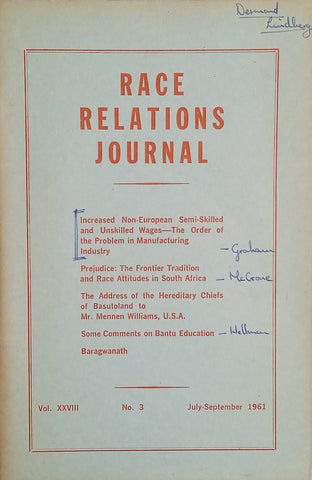 Desmond
Lindberg
RACE
RELATIONS
JOURNAL
Increased Non-European Semi-Skilled
and Unskilled Wages—The Order of
the Problem in Manufacturing
Industry – Graham
Prejudice: The Frontier Tradition
and Race Attitudes in South Africa – McCrone
The Address of the Hereditary Chiefs
of Basutoland to
Mr. Mennen Williams, U.S.A.
Some Comments on Bantu Education – Hellman
Baragwanath
Vol. XXVIII No. 3 July-September 1961